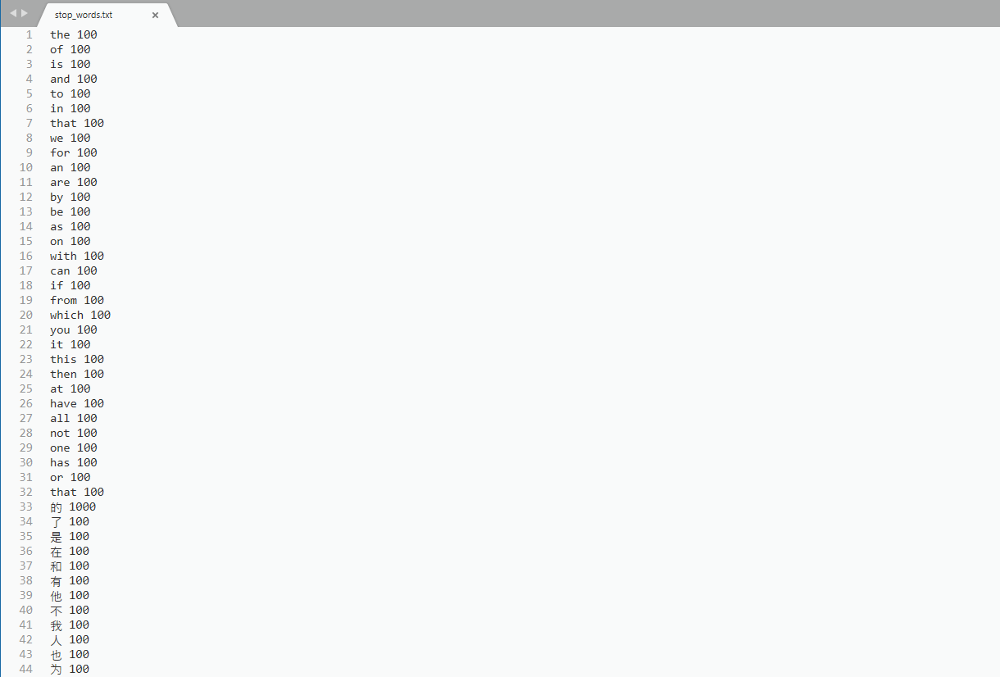 stop_words.txt ×
1 the 100
2 of 100
3 is 100
4 and 100
5 to 100
6 in 100
7 that 100
8 we 100
9 for 100
10 an 100
11 are 100
12 by 100
13 be 100
14 as 100
15 on 100
16 with 100
17 can 100
18 if 100
19 from 100
20 which 100
21 you 100
22 it 100
23 this 100
24 then 100
25 at 100
26 have 100
27 all 100
28 not 100
29 one 100
30 has 100
31 or 100
32 that 100
33 的 1000
34 了 100
35 是 100
36 在 100
37 和 100
38 有 100
39 他 100
40 不 100
41 我 100
42 人 100
43 也 100
44 为 100